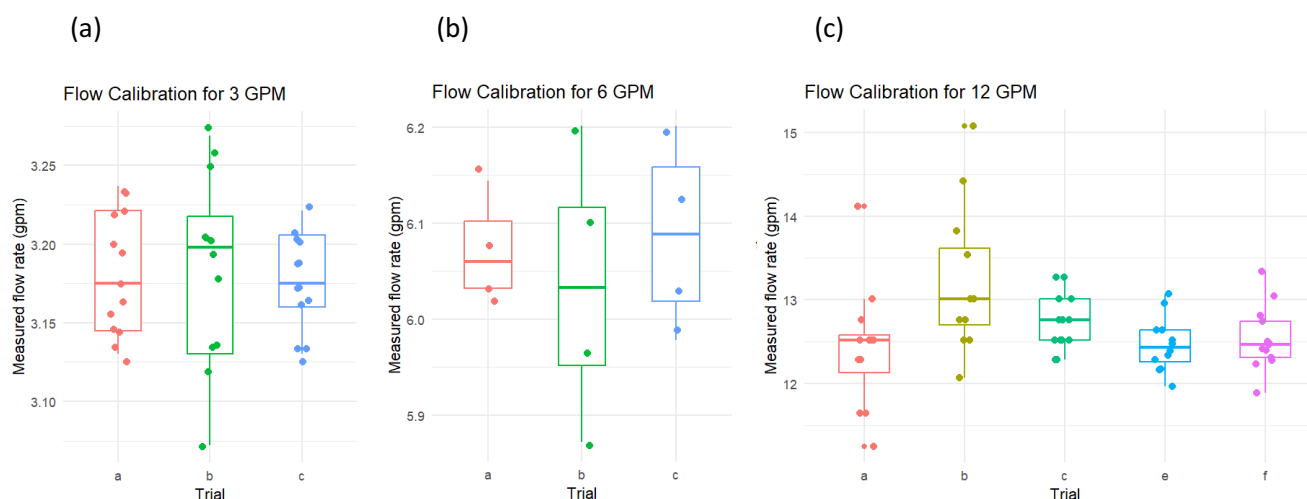 (a)
(b)
(c)
Flow Calibration for 3 GPM
Measured flow rate (gpm)
3.25
3.20
3.15
3.10
a b c
Trial
Flow Calibration for 6 GPM
Measured flow rate (gpm)
6.2
6.1
6.0
5.9
a b c
Trial
Flow Calibration for 12 GPM
Measured flow rate (gpm)
15
14
13
12
a b c e f
Trial